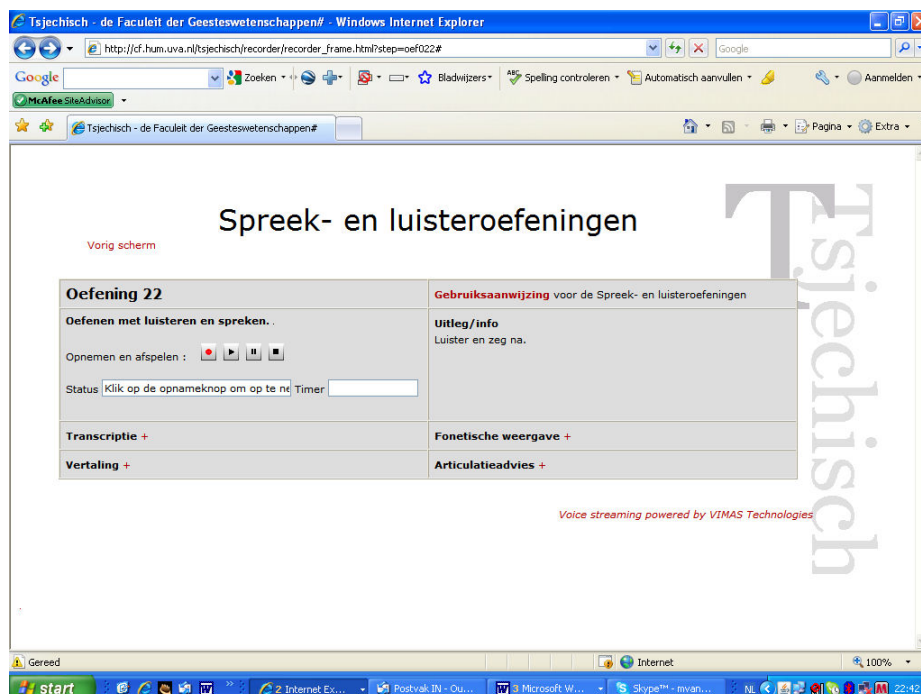 Tsjechisch - de Faculeit der Geesteswetenschappen# - Windows Internet Explorer
http://cf.hum.uva.nl/tsjechisch/recorder/recorder_frame.html?step=oef022#
Google
Google Zoeken Bladwijzers Spelling controleren Automatisch aanvullen Aanmelden
McAfee SiteAdvisor
Tsjechisch - de Faculeit der Geesteswetenschappen# Pagina Extra
Tsjechisch
Spreek- en luisteroefeningen
Vorig scherm
Oefening 22
Gebruiksaanwijzing voor de Spreek- en luisteroefeningen
Oefenen met luisteren en spreken. .
Opnemen en afspelen :
Status Klik op de opnameknop om op te ne Timer
Uitleg/info
Luister en zeg na.
Transcriptie +
Fonetische weergave +
Vertaling +
Articulatieadvies +
Voice streaming powered by VIMAS Technologies
Gereed Internet 100%
start 2 Internet Ex... Postvak IN - Ou... 3 Microsoft W... Skype™ - mvan... NL 22:42